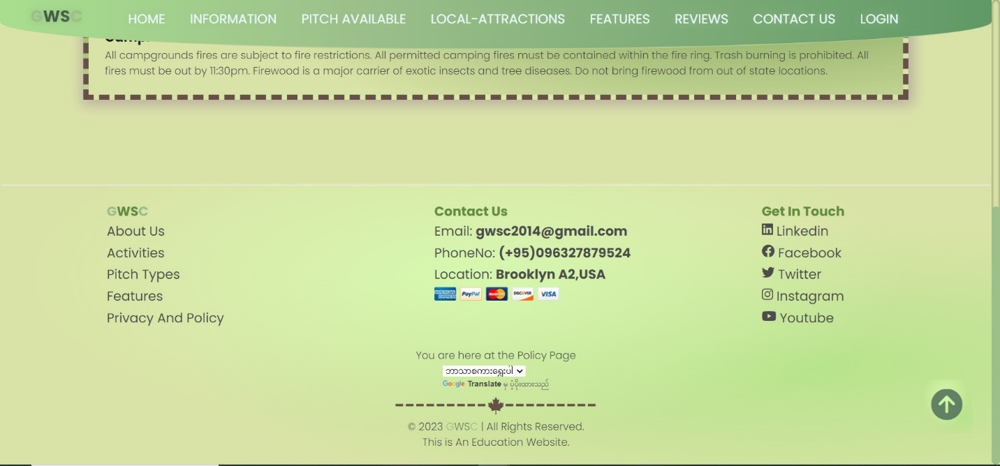 GWSC HOME INFORMATION PITCH AVAILABLE LOCAL-ATTRACTIONS FEATURES REVIEWS CONTACT US LOGIN
All campgrounds fires are subject to fire restrictions. All permitted camping fires must be contained within the fire ring. Trash burning is prohibited. All
fires must be out by 11:30pm. Firewood is a major carrier of exotic insects and tree diseases. Do not bring firewood from out of state locations.
GWSC
About Us
Activities
Pitch Types
Features
Privacy And Policy
Contact Us
Email: gwsc2014@gmail.com
PhoneNo: (+95)096327879524
Location: Brooklyn A2,USA
AMERICAN EXPRESS PayPal MasterCard DISCOVER VISA
Get In Touch
Linkedin
Facebook
Twitter
Instagram
Youtube
You are here at the Policy Page
ဘာသာစကားရွေးပါ
Google Translate မှ ပံ့ပိုးထားသည်
© 2023 GWSC | All Rights Reserved.
This is An Education Website.